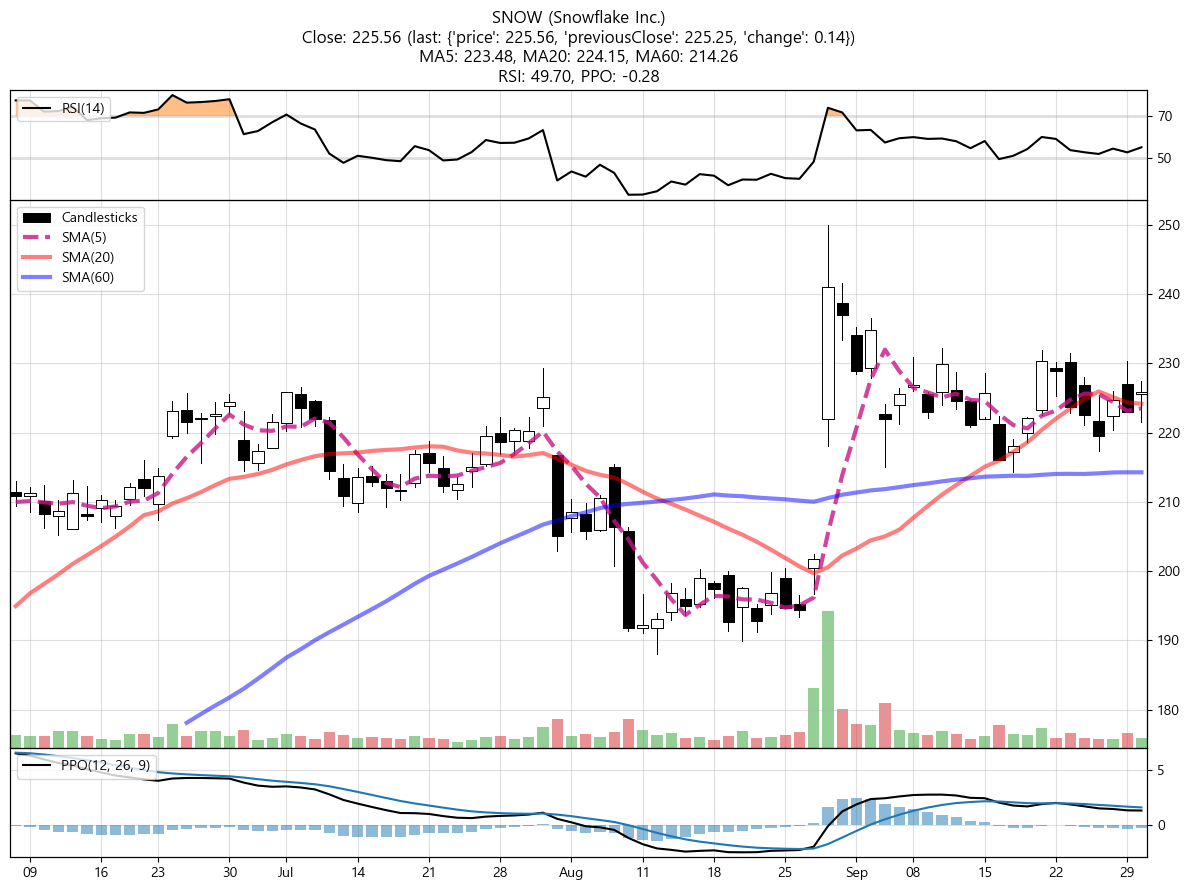 SNOW (Snowflake Inc.)
Close: 225.56 (last: {'price': 225.56, 'previousClose': 225.25, 'change': 0.14})
MA5: 223.48, MA20: 224.15, MA60: 214.26
RSI: 49.70, PPO: -0.28
RSI(14)
70
50
Candlesticks
SMA(5)
SMA(20)
SMA(60)
250
240
230
220
210
200
190
180
PPO(12, 26, 9)
5
0
09 16 23 30 Jul 14 21 28 Aug 11 18 25 Sep 08 15 22 29